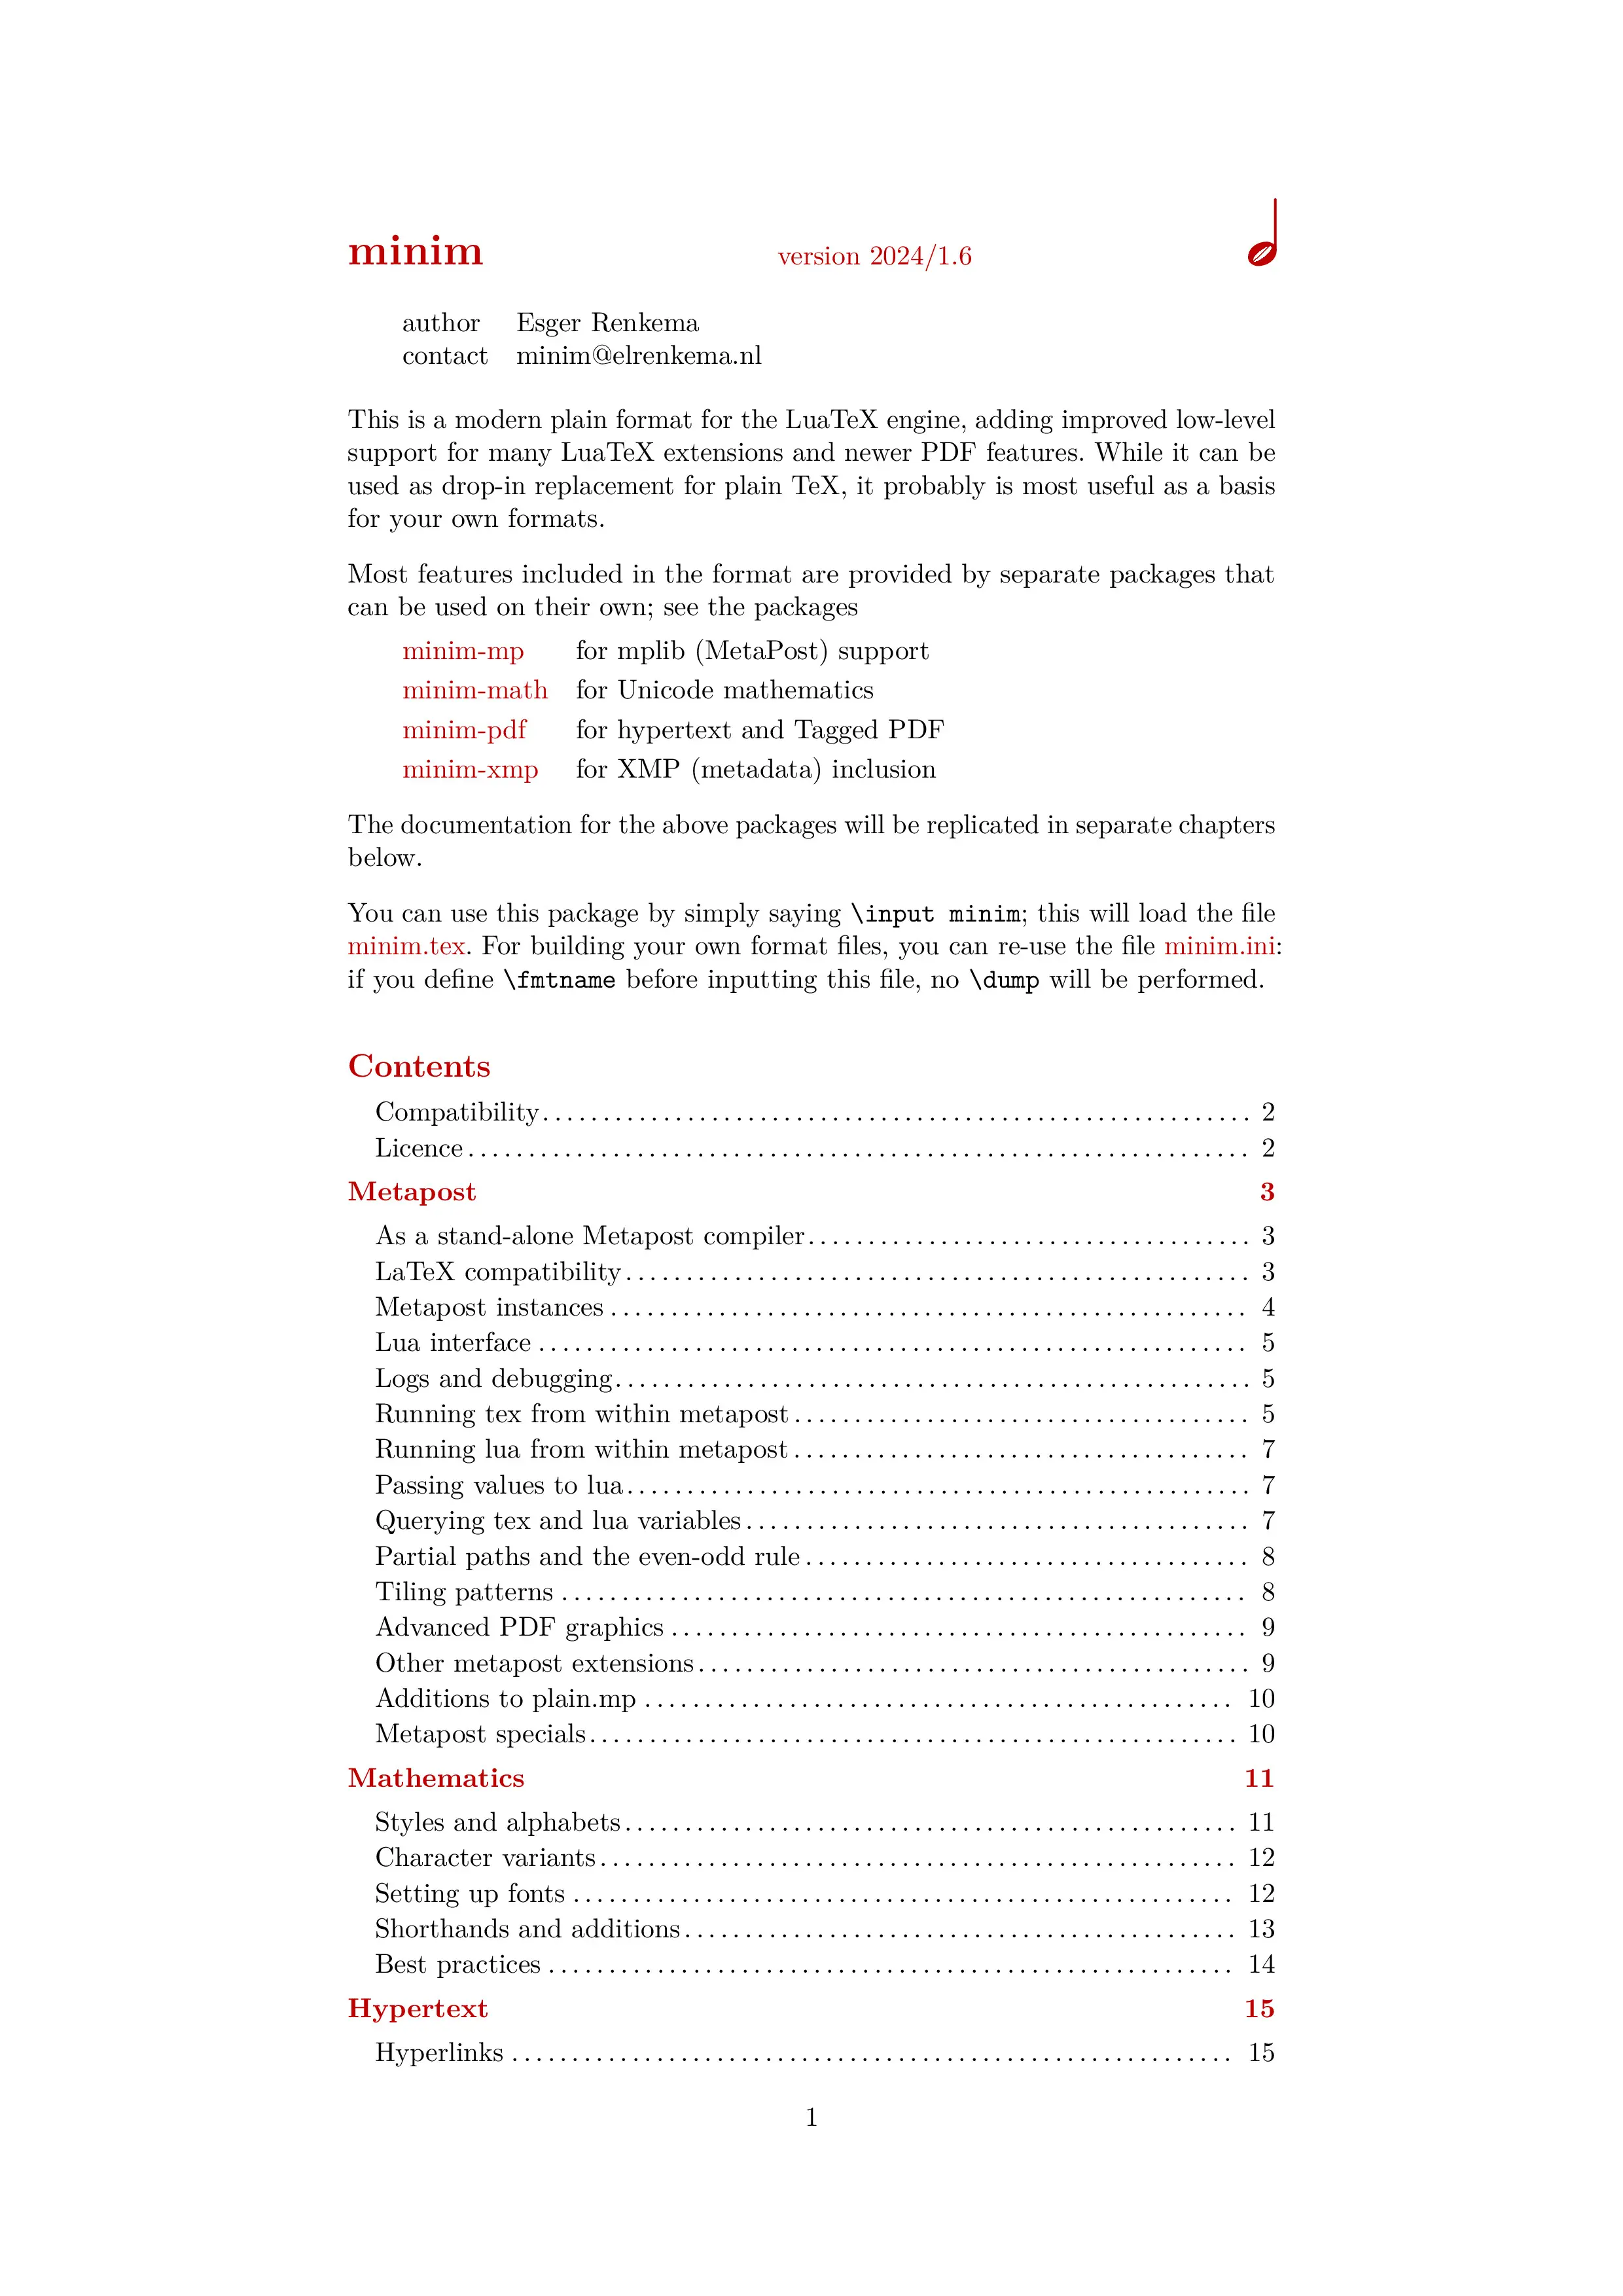 minim version 2024/1.6
author Esger Renkema
contact minim@elrenkema.nl
This is a modern plain format for the LuaTeX engine, adding improved low-level
support for many LuaTeX extensions and newer PDF features. While it can be
used as drop-in replacement for plain TeX, it probably is most useful as a basis
for your own formats.
Most features included in the format are provided by separate packages that
can be used on their own; see the packages
minim-mp for mplib (MetaPost) support
minim-math for Unicode mathematics
minim-pdf for hypertext and Tagged PDF
minim-xmp for XMP (metadata) inclusion
The documentation for the above packages will be replicated in separate chapters
below.
You can use this package by simply saying \input minim; this will load the file
minim.tex. For building your own format files, you can re-use the file minim.ini:
if you define \fmtname before inputting this file, no \dump will be performed.
Contents
Compatibility 2
Licence 2
Metapost 3
As a stand-alone Metapost compiler 3
LaTeX compatibility 3
Metapost instances 4
Lua interface 5
Logs and debugging 5
Running tex from within metapost 5
Running lua from within metapost 7
Passing values to lua 7
Querying tex and lua variables 7
Partial paths and the even-odd rule 8
Tiling patterns 8
Advanced PDF graphics 9
Other metapost extensions 9
Additions to plain.mp 10
Metapost specials 10
Mathematics 11
Styles and alphabets 11
Character variants 12
Setting up fonts 12
Shorthands and additions 13
Best practices 14
Hypertext 15
Hyperlinks 15
1